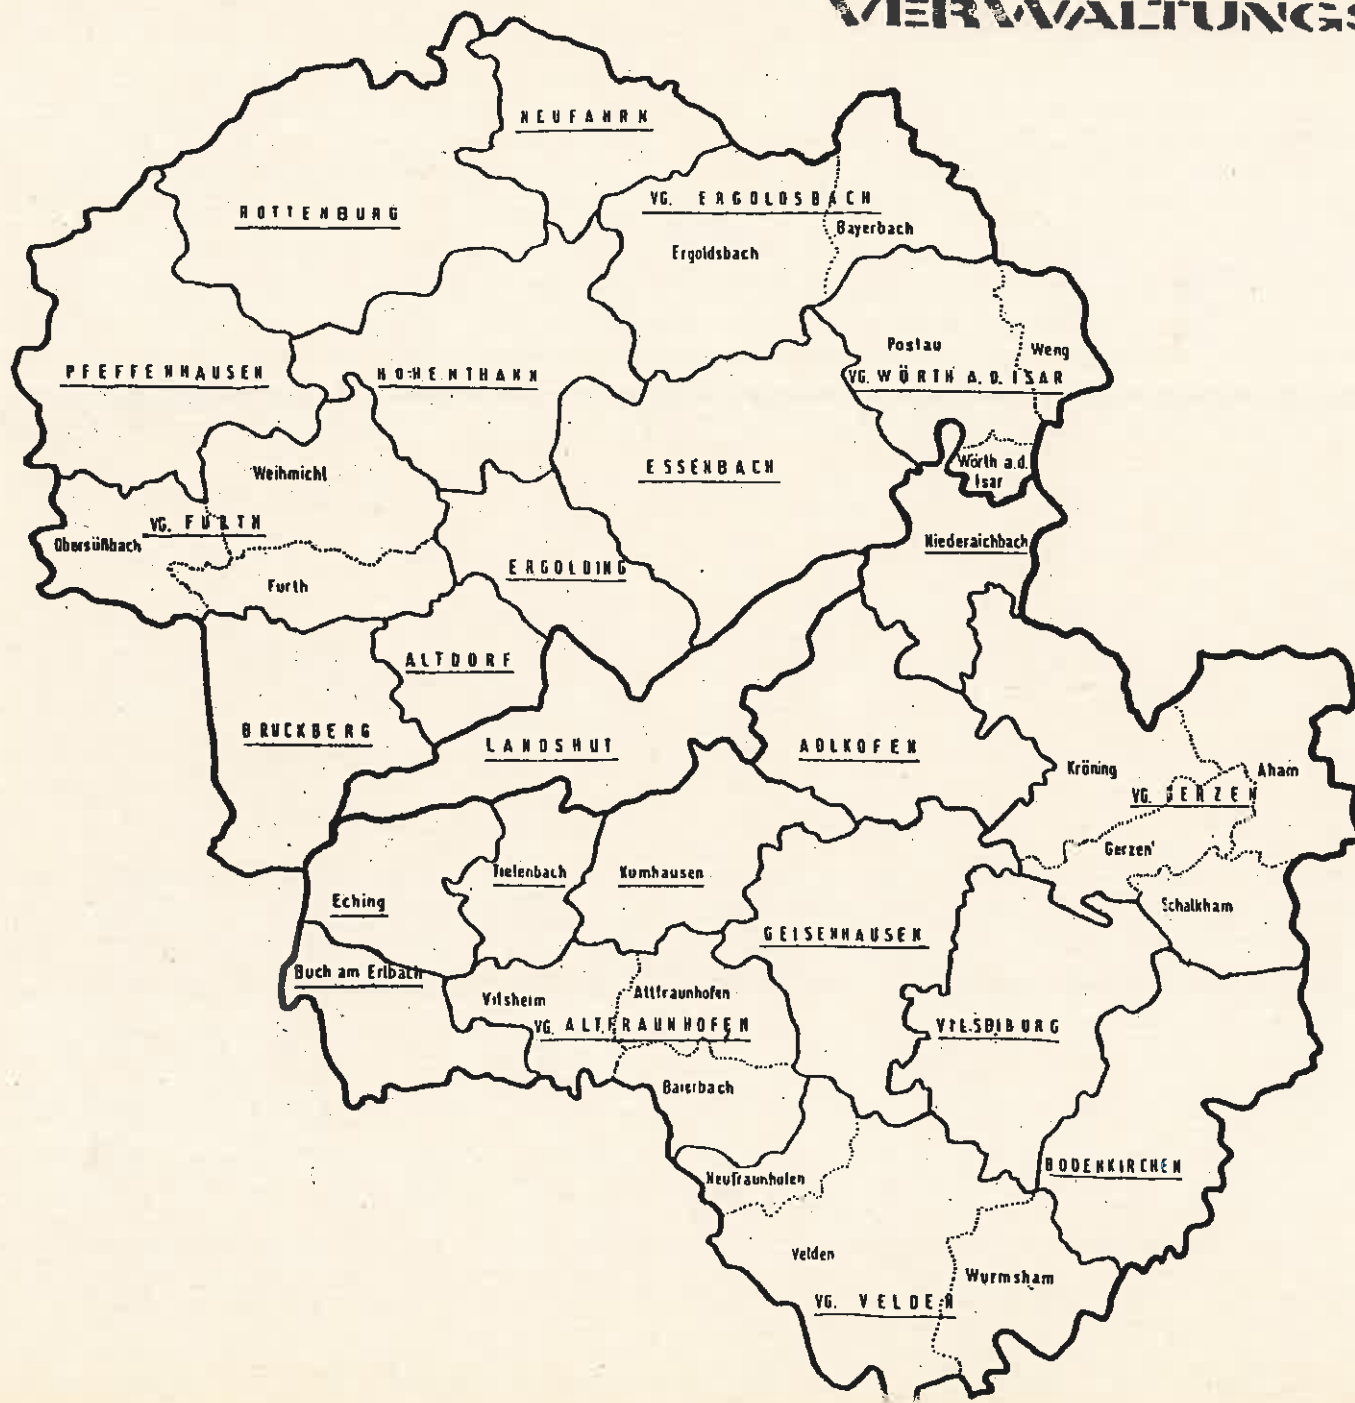 VERWALTUNGS
NEUFAHRN
VG. ERGOLDSBACH
ROTTENBURG
Bayerbach
Ergoldsbach
Postau
Weng
PFEFFENHAUSEN
HOHENTHANN
VG. WÖRTH A.D. ISAR
Weihmichl
ESSENBACH
Wörth a.d.
Isar
VG. FURTH
Obersüßbach
Niederaichbach
Furth
ERGOLDING
ALTDORF
BRUCKBERG
LANDSHUT
ADLKOFEN
Kröning
Aham
VG. GERZEN
Gerzen
Tiefenbach
Kumhausen
Eching
Schalkham
GEISENHAUSEN
Buch am Erlbach
Vilsheim
Altfraunhofen
VG. ALTFRAUNHOFEN
VILSBIBURG
Baierbach
BODENKIRCHEN
Neufraunhofen
Velden
Wurmsham
VG. VELDEN